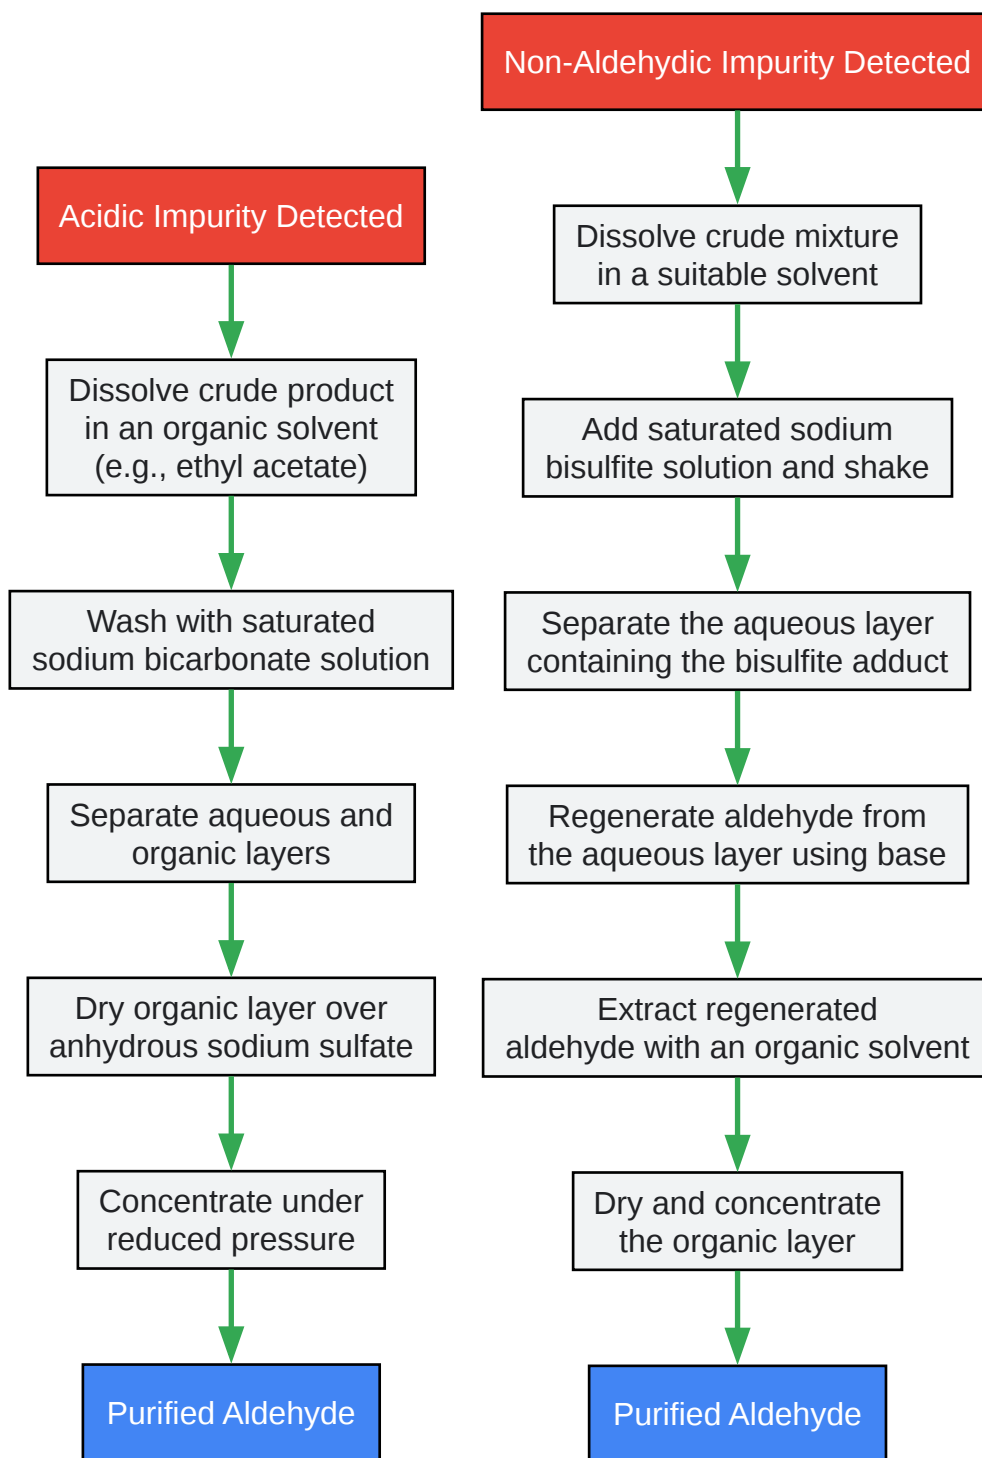 Acidic Impurity Detected
Dissolve crude product
in an organic solvent
(e.g., ethyl acetate)
Wash with saturated
sodium bicarbonate solution
Separate aqueous and
organic layers
Dry organic layer over
anhydrous sodium sulfate
Concentrate under
reduced pressure
Purified Aldehyde
Non-Aldehydic Impurity Detected
Dissolve crude mixture
in a suitable solvent
Add saturated sodium
bisulfite solution and shake
Separate the aqueous layer
containing the bisulfite adduct
Regenerate aldehyde from
the aqueous layer using base
Extract regenerated
aldehyde with an organic solvent
Dry and concentrate
the organic layer
Purified Aldehyde